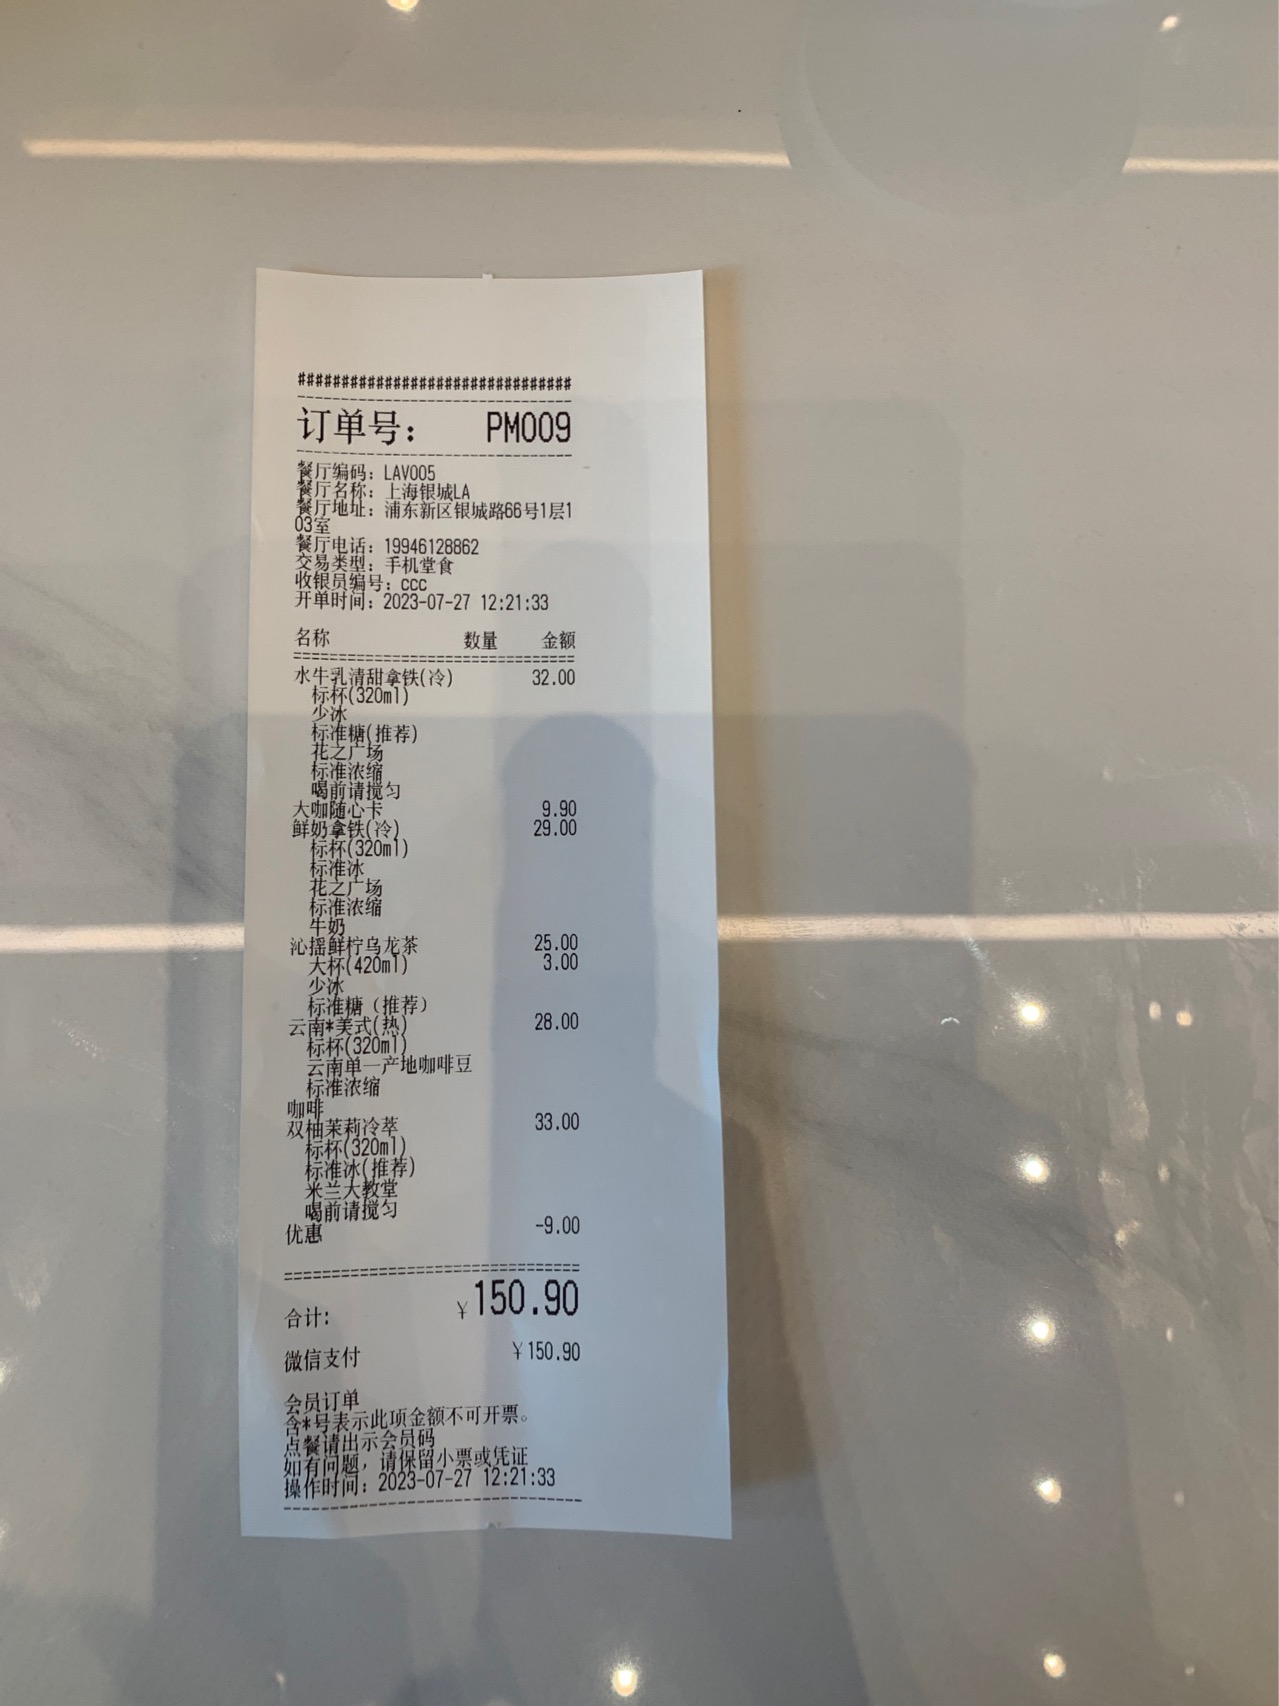 ###############################
订单号： PM009
餐厅编码：LAV005
餐厅名称：上海银城LA
餐厅地址：浦东新区银城路66号1层1
03室
餐厅电话：19946128862
交易类型：手机堂食
收银员编号：ccc
开单时间：2023-07-27 12:21:33
名称 数量 金额
水牛乳清甜拿铁(冷) 32.00
标杯(320ml)
少冰
标准糖(推荐)
花之广场
标准浓缩
喝前请搅匀
大咖随心卡 9.90
鲜奶拿铁(冷) 29.00
标杯(320ml)
标准冰
花之广场
标准浓缩
牛奶
沁摇鲜柠乌龙茶 25.00
大杯(420ml) 3.00
少冰
标准糖（推荐）
云南*美式(热) 28.00
标杯(320ml)
云南单一产地咖啡豆
标准浓缩
咖啡
双柚茉莉冷萃 33.00
标杯(320ml)
标准冰(推荐)
米兰大教堂
喝前请搅匀
优惠 -9.00
合计: ¥150.90
微信支付 ¥150.90
会员订单
含*号表示此项金额不可开票。
点餐请出示会员码
如有问题，请保留小票或凭证
操作时间：2023-07-27 12:21:33